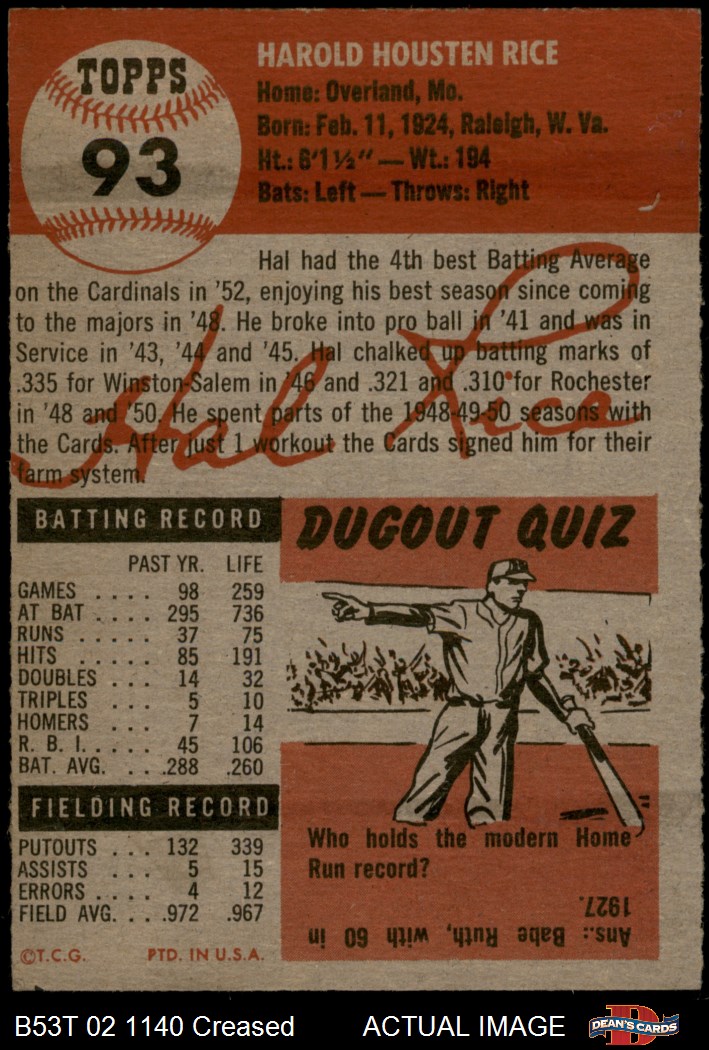 TOPPS
93
HAROLD HOUSTEN RICE
Home: Overland, Mo.
Born: Feb. 11, 1924, Raleigh, W. Va.
Ht.: 6'1½" — Wt.: 194
Bats: Left — Throws: Right
Hal had the 4th best Batting Average
on the Cardinals in '52, enjoying his best season since coming
to the majors in '48. He broke into pro ball in '41 and was in
Service in '43, '44 and '45. Hal chalked up batting marks of
.335 for Winston-Salem in '46 and .321 and .310 for Rochester
in '48 and '50. He spent parts of the 1948-49-50 seasons with
the Cards. After just 1 workout the Cards signed him for their
farm system.
Hal Rice
BATTING RECORD
PAST YR. LIFE
GAMES .... 98 259
AT BAT .... 295 736
RUNS ..... 37 75
HITS ..... 85 191
DOUBLES ... 14 32
TRIPLES ... 5 10
HOMERS ... 7 14
R. B. I. .... 45 106
BAT. AVG. .. .288 .260
FIELDING RECORD
PUTOUTS ... 132 339
ASSISTS ... 5 15
ERRORS ... 4 12
FIELD AVG. .. .972 .967
©T.C.G. PTD. IN U.S.A.
DUGOUT QUIZ
Who holds the modern Home
Run record?
Ans.: Babe Ruth, with 60 in
1927.
B53T 02 1140 Creased ACTUAL IMAGE
D
DEAN'S CARDS